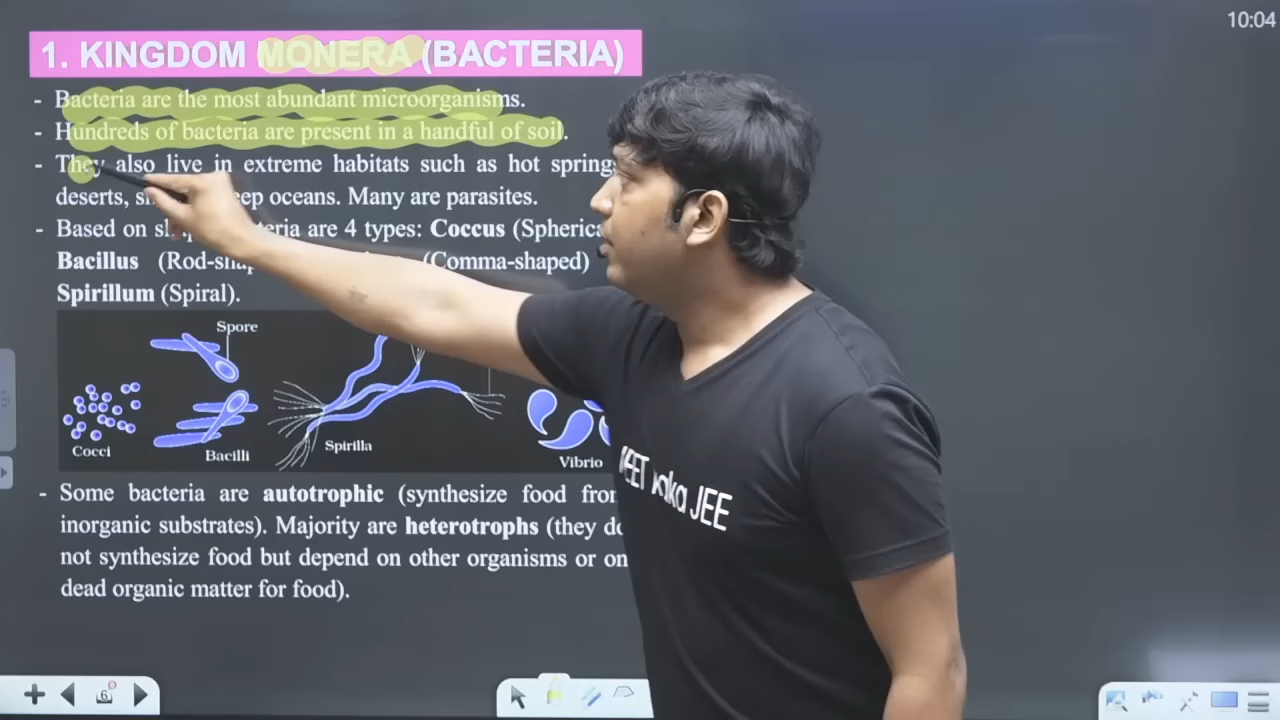 10:04
1. KINGDOM MONERA (BACTERIA)
- Bacteria are the most abundant microorganisms.
- Hundreds of bacteria are present in a handful of soil.
- They also live in extreme habitats such as hot springs
deserts, deep oceans. Many are parasites.
- Based on are 4 types: Coccus (Spherica
Bacillus (Comma-shaped)
Spirillum (Spiral).
Spore
Cocci
Bacilli
Spirilla
Vibrio
- Some bacteria are autotrophic (synthesize food from
inorganic substrates). Majority are heterotrophs (they do
not synthesize food but depend on other organisms or on
dead organic matter for food).
NEET kaka JEE
6